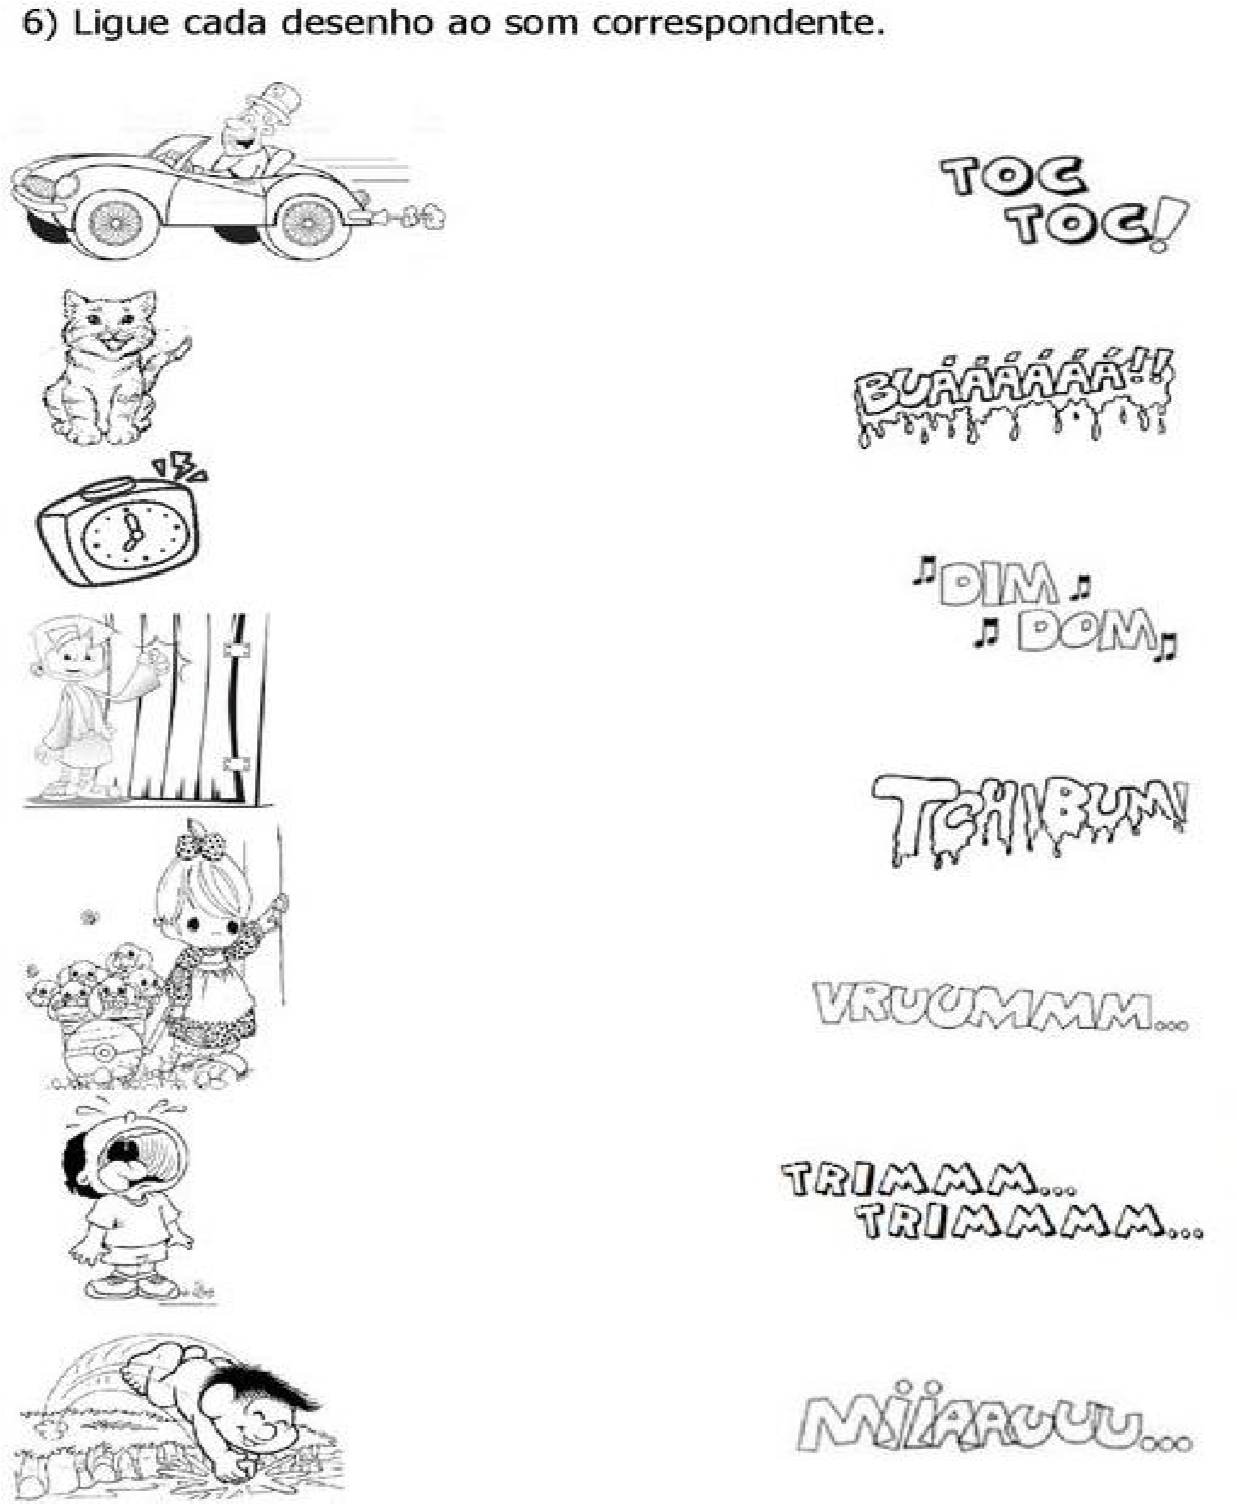 6) Ligue cada desenho ao som correspondente.
TOC
TOC!
BUÁÁÁÁÁÁ!!
DIM
DOM
TCHIBUM!
VRUUMMM...
TRIMMM...
TRIMMMM...
MIIAAUUU...